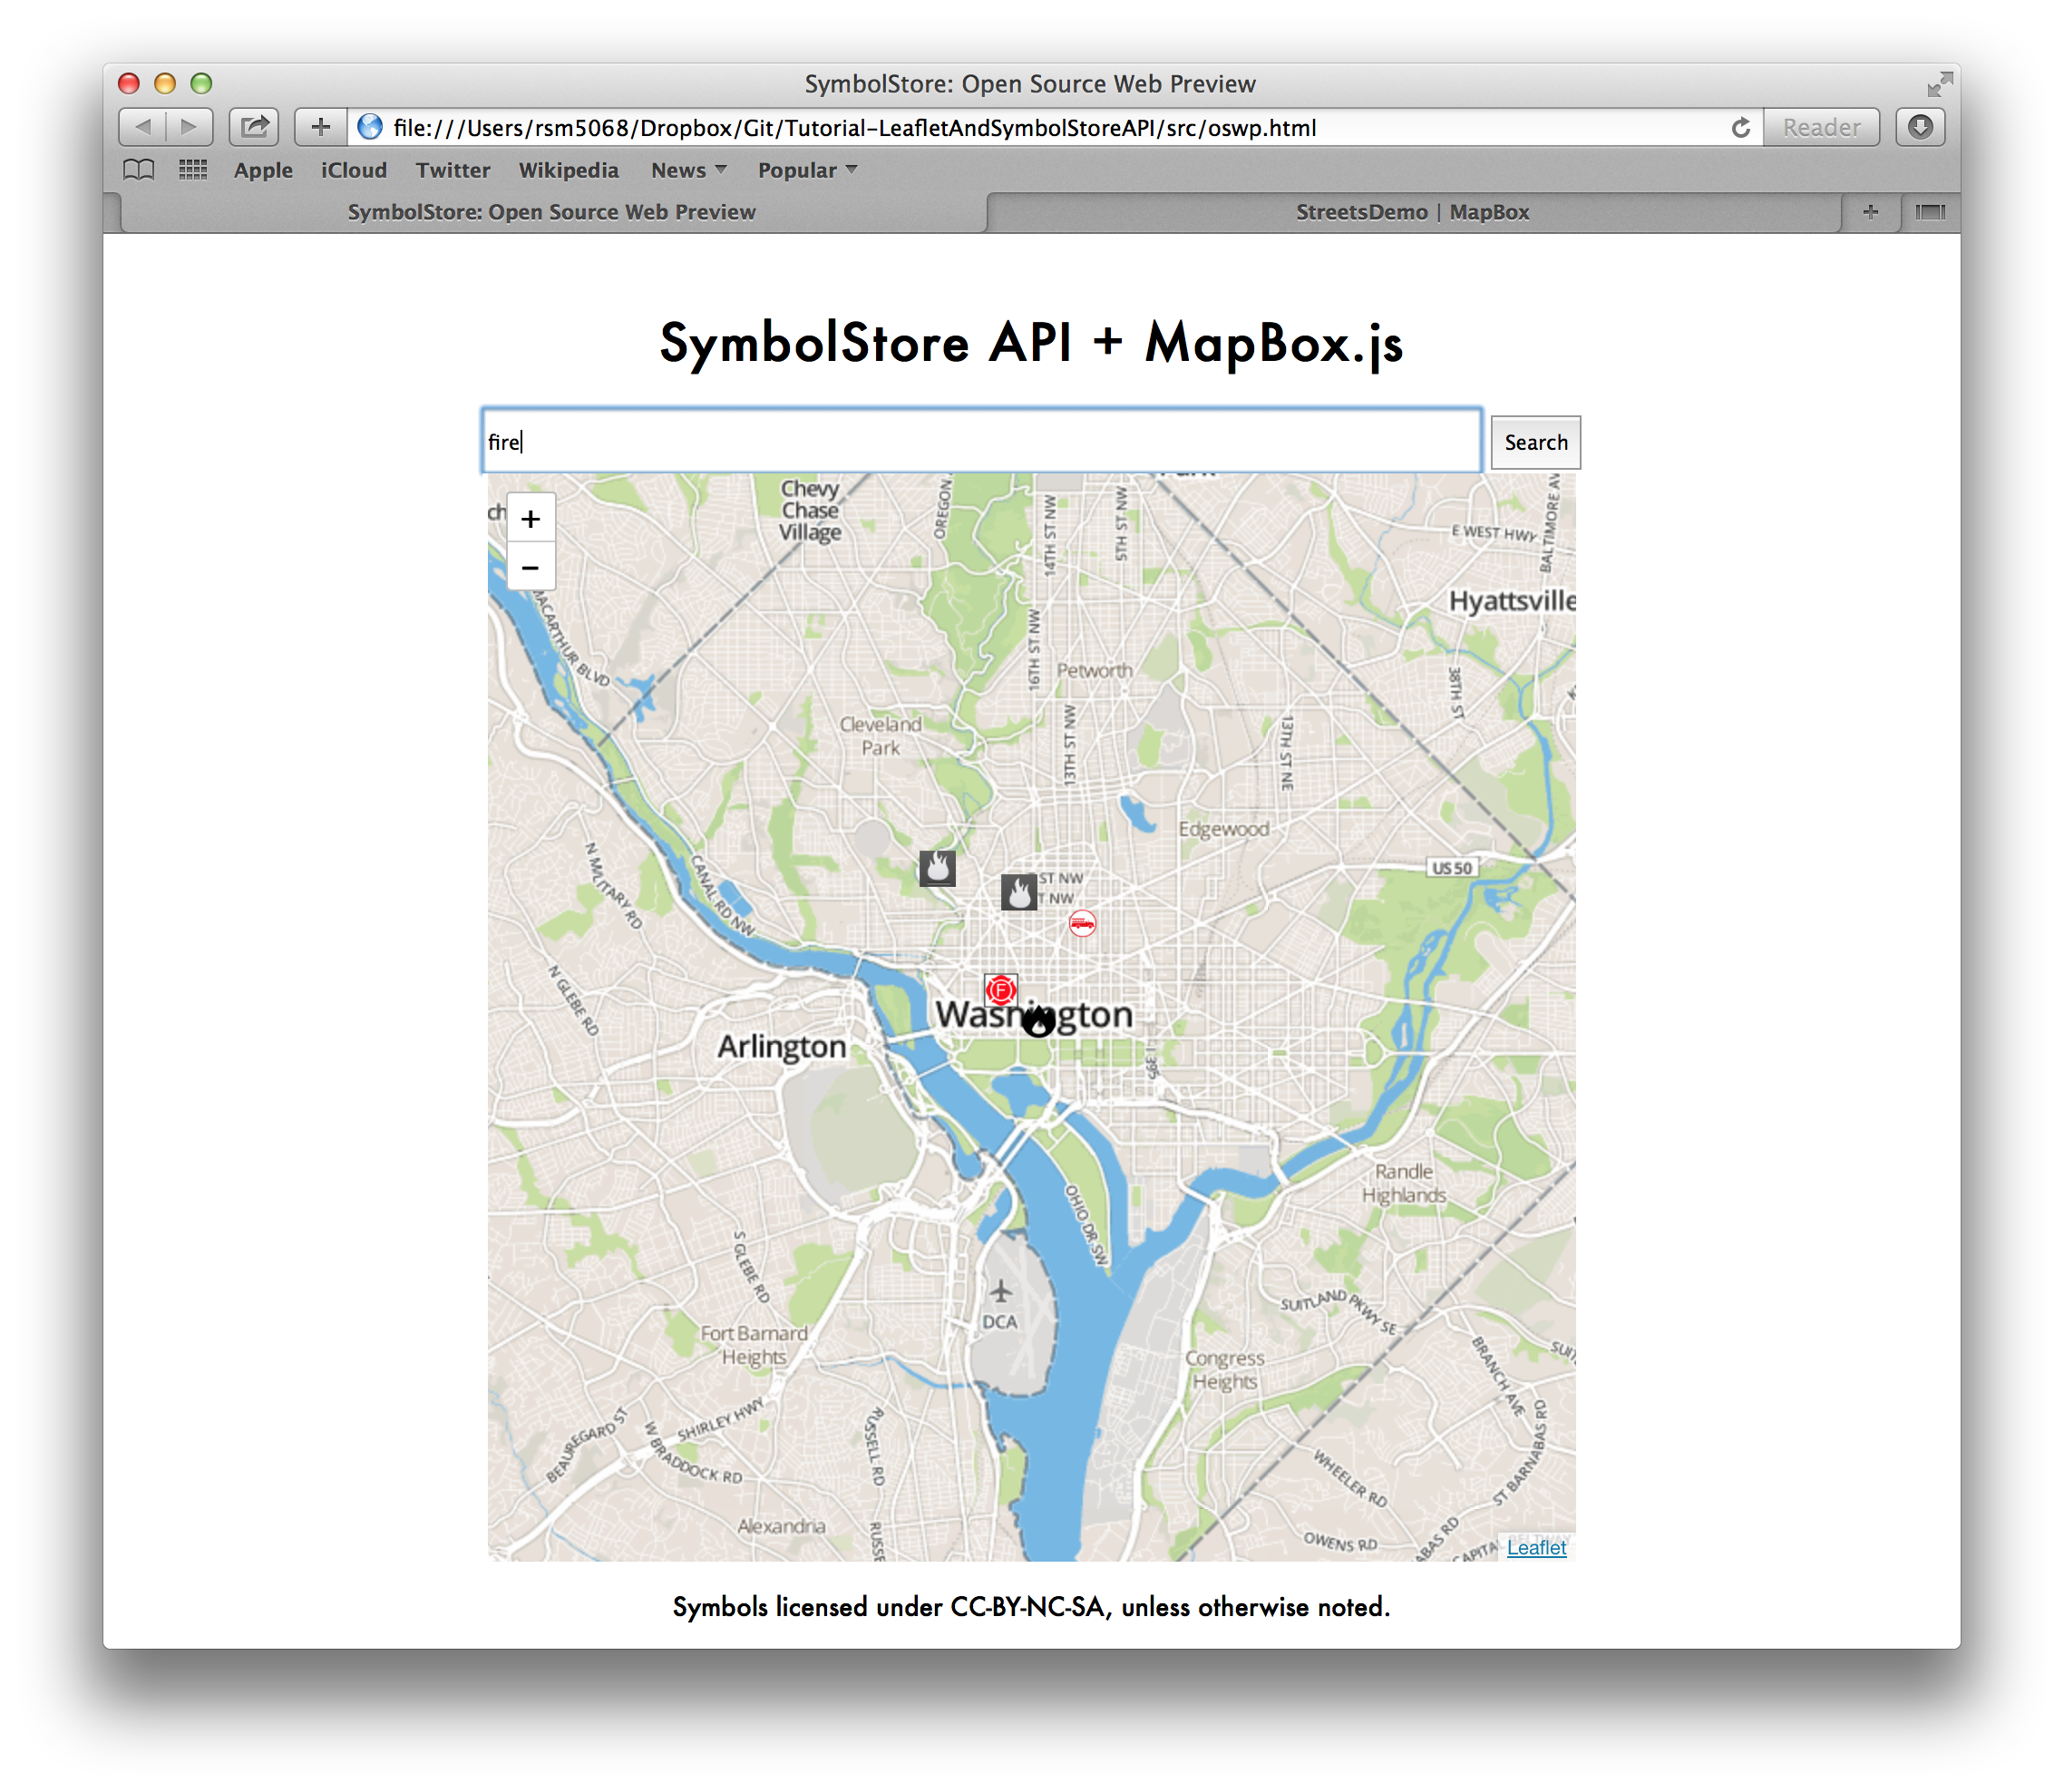 SymbolStore: Open Source Web Preview
file:///Users/rsm5068/Dropbox/Git/Tutorial-LeafletAndSymbolStoreAPI/src/oswp.html
Reader
Apple
iCloud
Twitter
Wikipedia
News
Popular
SymbolStore: Open Source Web Preview
StreetsDemo | MapBox
SymbolStore API + MapBox.js
fire
Search
Chevy
Chase
Village
OREGON
14TH ST NW
5TH ST NW
E WEST HWY
BALTIMORE AV
Hyattsville
MACARTHUR BLVD
16TH ST NW
Petworth
38TH ST
Cleveland
Park
13TH ST NW
13TH ST NE
Edgewood
N MILITARY RD
CANAL RD NW
ST NW
T NW
US 50
N GLEBE RD
F
Washington
Arlington
I 395
Randle
Highlands
OHIO DR SW
S GLEBE RD
DCA
SUITLAND PKWY SE
Fort Barnard
Heights
Congress
Heights
BRANCH AVE
SHIRLEY HWY
BEAUREGARD ST
W BRADDOCK RD
RUSSELL RD
WHEELER RD
ST BARNABAS RD
Alexandria
RUSSE
OWENS RD
ABAS RD
CAPITA
BELTWAY
Leaflet
Symbols licensed under CC-BY-NC-SA, unless otherwise noted.